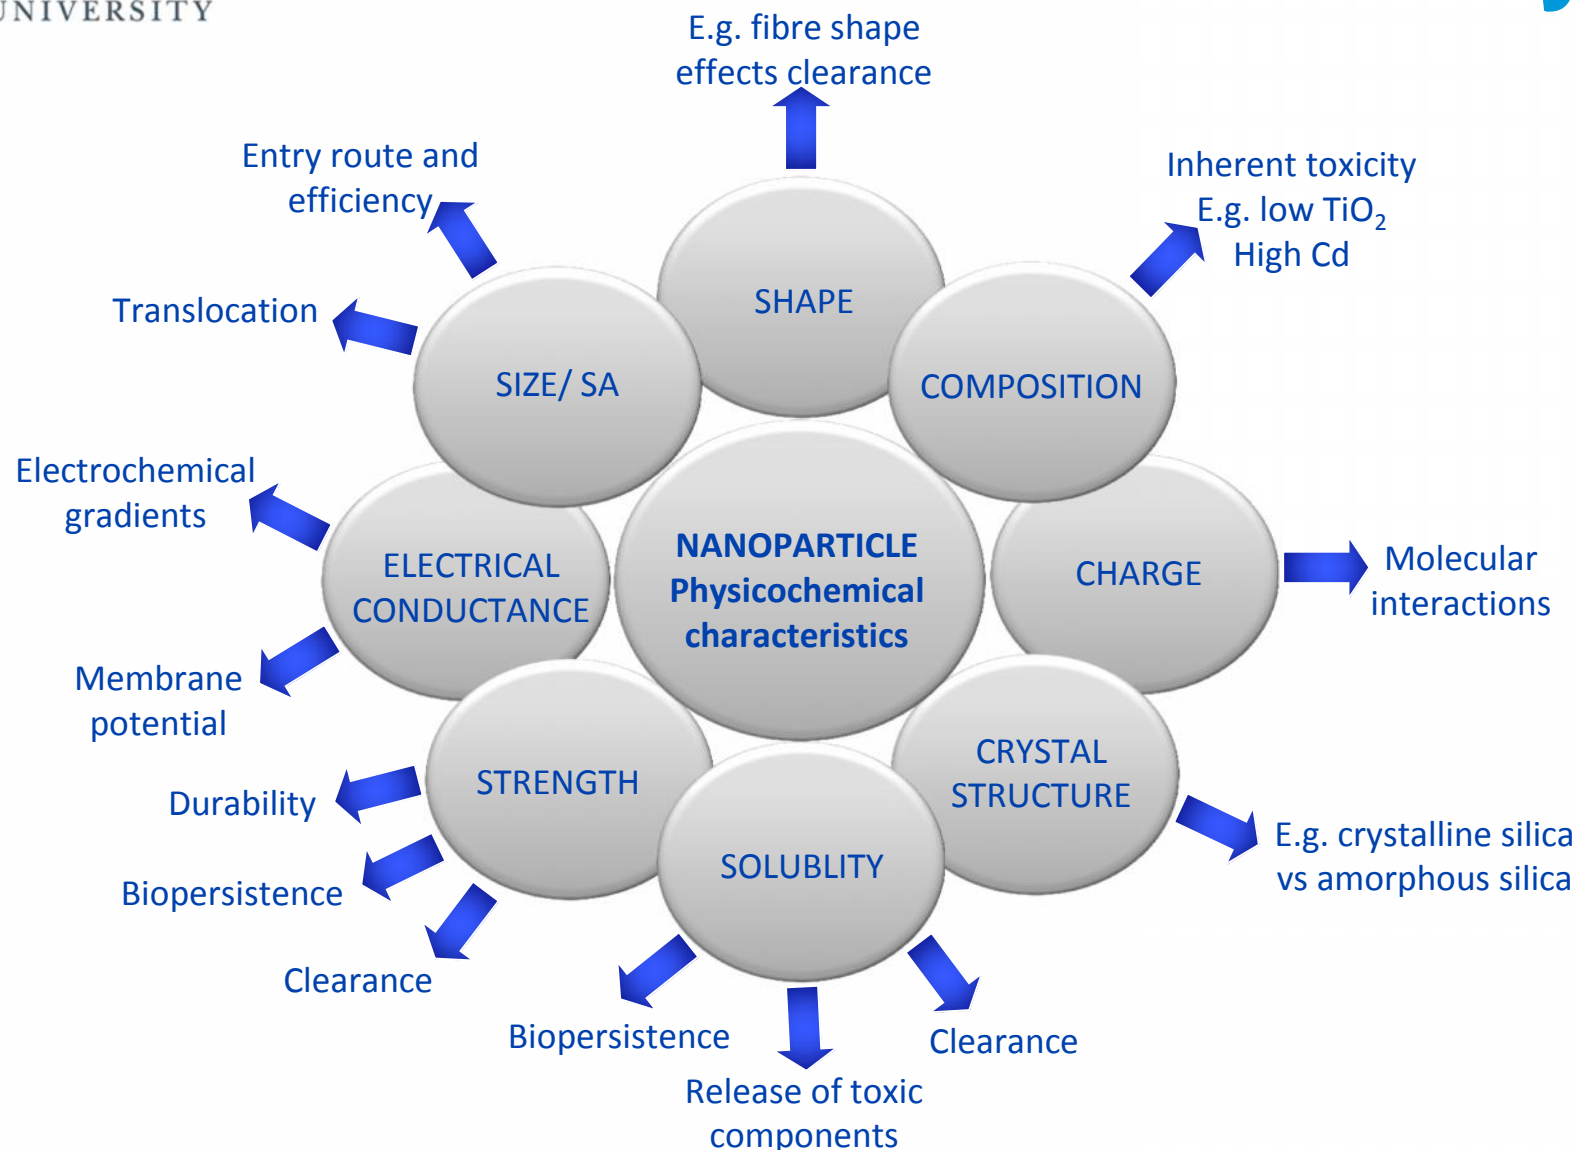 UNIVERSITY
E.g. fibre shape
effects clearance
Entry route and
efficiency
Inherent toxicity
E.g. low TiO₂
High Cd
Translocation
SHAPE
SIZE/ SA
COMPOSITION
Electrochemical
gradients
ELECTRICAL
CONDUCTANCE
NANOPARTICLE
Physicochemical
characteristics
CHARGE
Molecular
interactions
Membrane
potential
STRENGTH
CRYSTAL
STRUCTURE
Durability
SOLUBLITY
E.g. crystalline silica
vs amorphous silica
Biopersistence
Clearance
Biopersistence
Clearance
Release of toxic
components